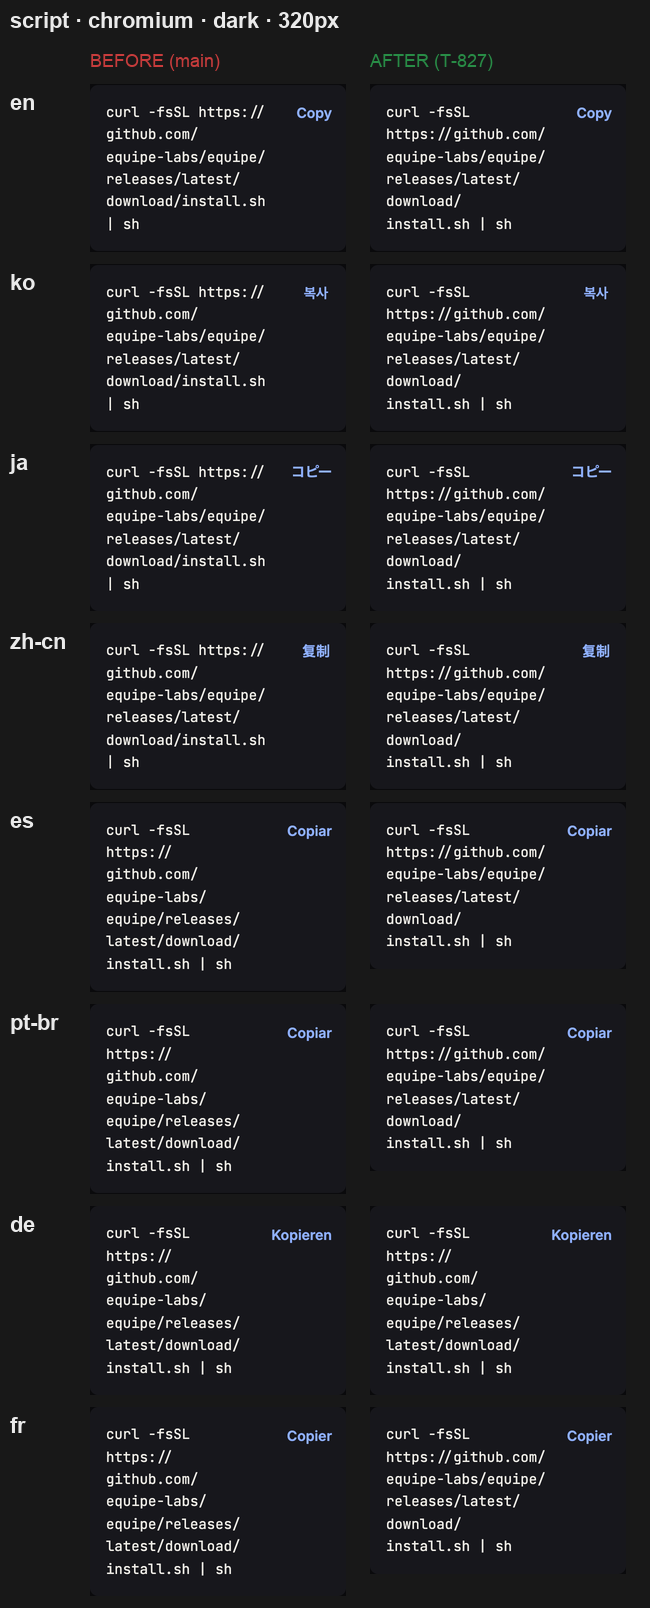 script · chromium · dark · 320px
BEFORE (main)
AFTER (T-827)
en
curl -fsSL https://
github.com/
equipe-labs/equipe/
releases/latest/
download/install.sh
| sh
Copy
curl -fsSL
https://github.com/
equipe-labs/equipe/
releases/latest/
download/
install.sh | sh
Copy
ko
curl -fsSL https://
github.com/
equipe-labs/equipe/
releases/latest/
download/install.sh
| sh
복사
curl -fsSL
https://github.com/
equipe-labs/equipe/
releases/latest/
download/
install.sh | sh
복사
ja
curl -fsSL https://
github.com/
equipe-labs/equipe/
releases/latest/
download/install.sh
| sh
コピー
curl -fsSL
https://github.com/
equipe-labs/equipe/
releases/latest/
download/
install.sh | sh
コピー
zh-cn
curl -fsSL https://
github.com/
equipe-labs/equipe/
releases/latest/
download/install.sh
| sh
复制
curl -fsSL
https://github.com/
equipe-labs/equipe/
releases/latest/
download/
install.sh | sh
复制
es
curl -fsSL
https://
github.com/
equipe-labs/
equipe/releases/
latest/download/
install.sh | sh
Copiar
curl -fsSL
https://github.com/
equipe-labs/equipe/
releases/latest/
download/
install.sh | sh
Copiar
pt-br
curl -fsSL
https://
github.com/
equipe-labs/
equipe/releases/
latest/download/
install.sh | sh
Copiar
curl -fsSL
https://github.com/
equipe-labs/equipe/
releases/latest/
download/
install.sh | sh
Copiar
de
curl -fsSL
https://
github.com/
equipe-labs/
equipe/releases/
latest/download/
install.sh | sh
Kopieren
curl -fsSL
https://
github.com/
equipe-labs/
equipe/releases/
latest/download/
install.sh | sh
Kopieren
fr
curl -fsSL
https://
github.com/
equipe-labs/
equipe/releases/
latest/download/
install.sh | sh
Copier
curl -fsSL
https://github.com/
equipe-labs/equipe/
releases/latest/
download/
install.sh | sh
Copier